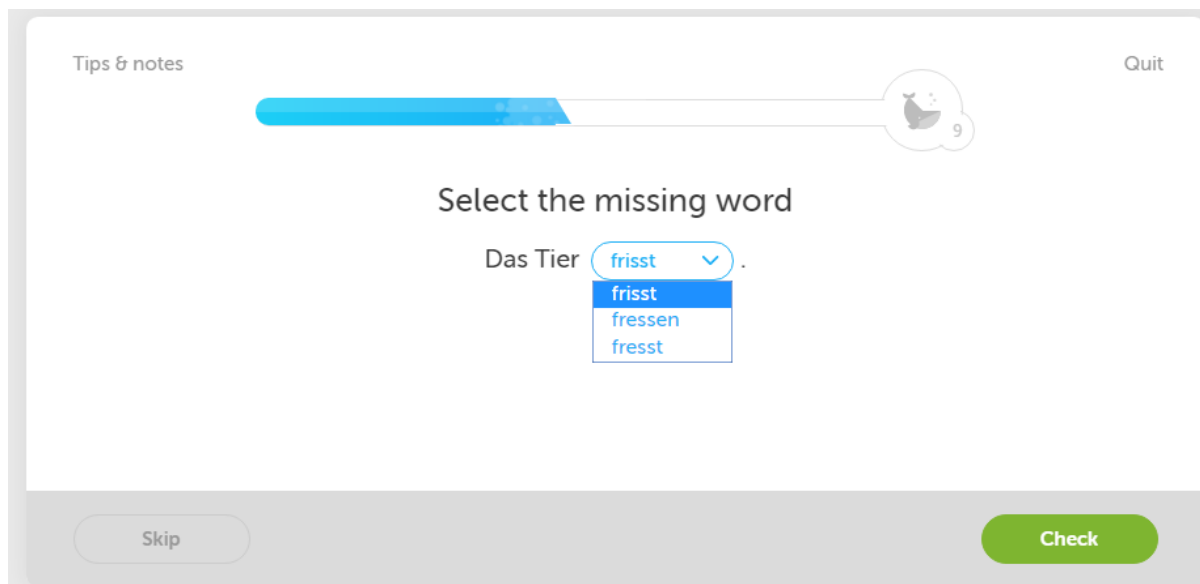 Tips & notes
Quit
9
Select the missing word
Das Tier frisst .
frisst
fressen
fresst
Skip
Check